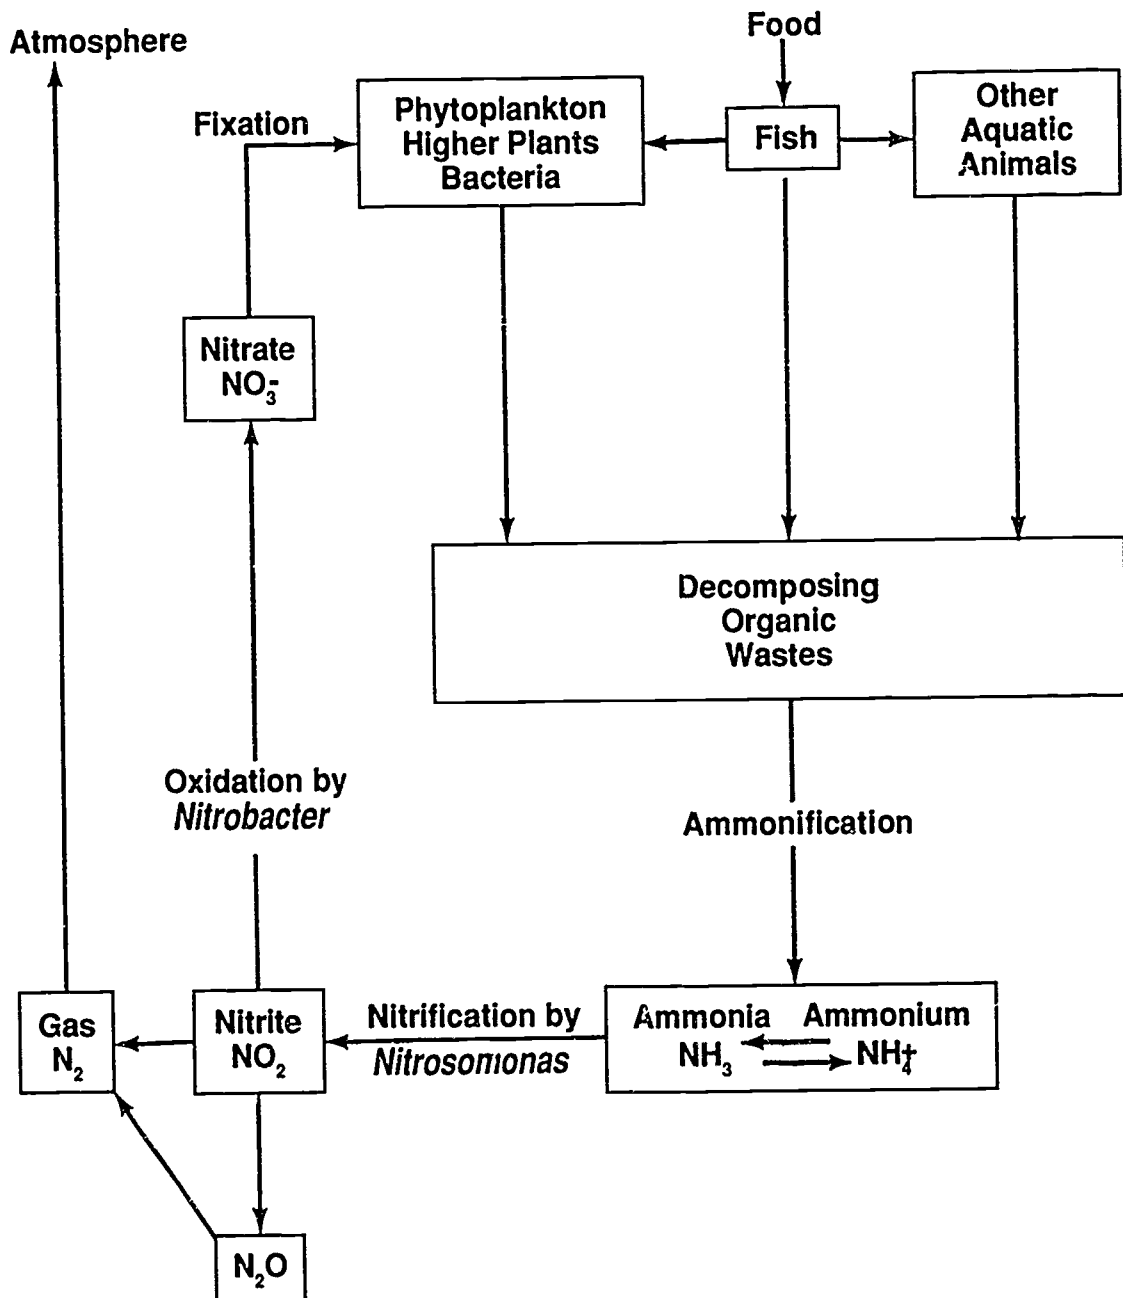 Food
Atmosphere
Fixation
Phytoplankton
Higher Plants
Bacteria
Fish
Other
Aquatic
Animals
Nitrate
NO₃⁻
Decomposing
Organic
Wastes
Oxidation by
Nitrobacter
Ammonification
Gas
N₂
Nitrite
NO₂
Nitrification by
Nitrosomonas
Ammonia Ammonium
NH₃ NH₄⁺
N₂O